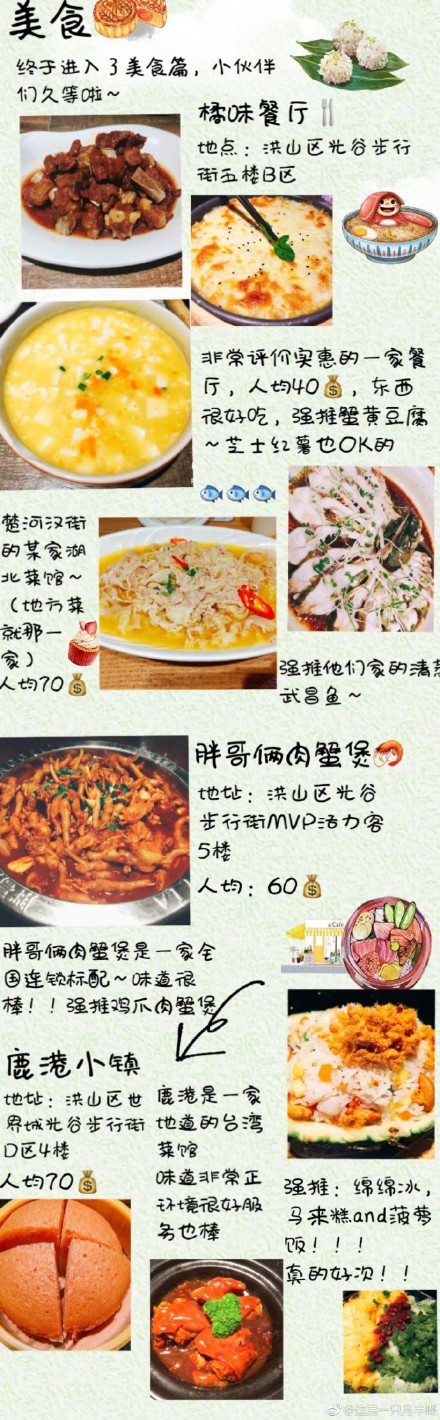 美食
终于进入了美食篇，小伙伴
们久等啦～
橘味餐厅
地点：洪山区光谷步行
街五楼B区
非常评价实惠的一家餐
厅，人均40，东西
很好吃，强推蟹黄豆腐
～芝士红薯也OK的
楚河汉街
的某家湖
北菜馆～
（地方菜
就那一
家）
人均70
强推他们家的清蒸
武昌鱼～
胖哥俩肉蟹煲
地址：洪山区光谷
步行街MVP活力客
5楼
人均：60
胖哥俩肉蟹煲是一家全
国连锁标配～味道很
棒！！强推鸡爪肉蟹煲
鹿港小镇
地址：洪山区世
界城光谷步行街
D区4楼
人均70
鹿港是一家
地道的台湾
菜馆
味道非常正
环境很好服
务也棒
强推：绵绵冰，
马来糕and菠萝
饭！！！
真的好次！！